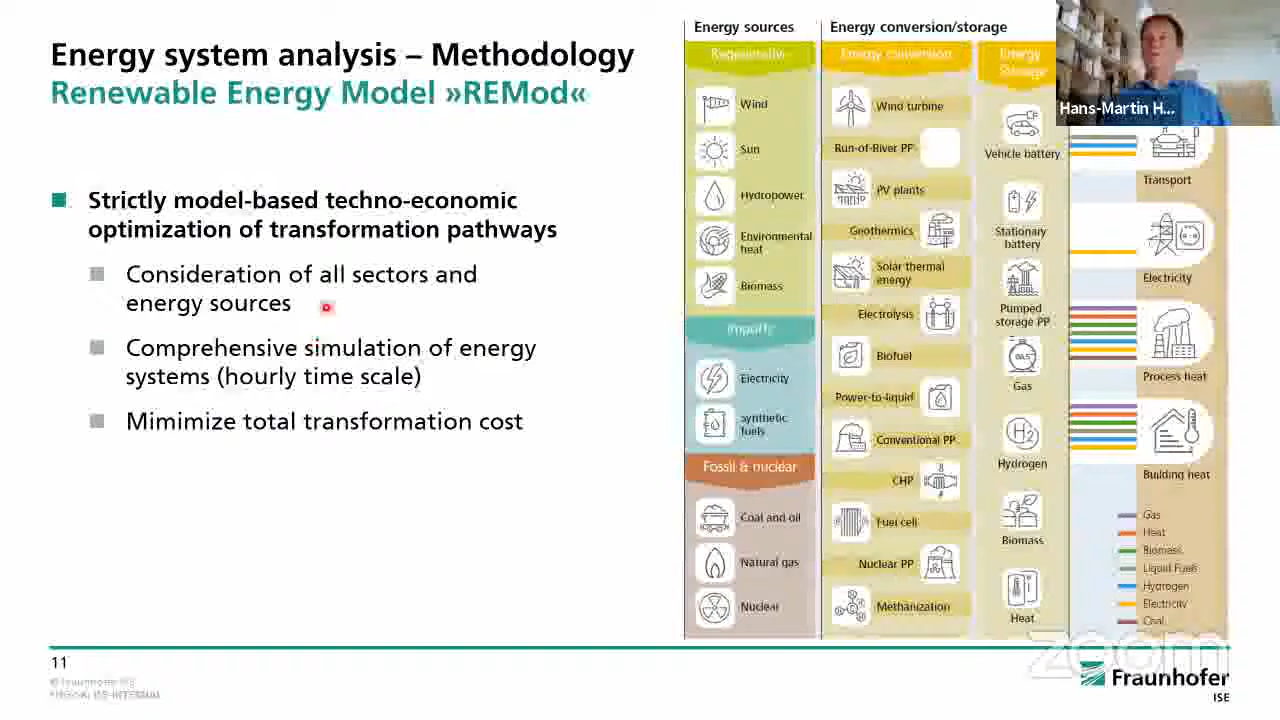 Energy system analysis – Methodology
Renewable Energy Model »REMod«
Strictly model-based techno-economic
optimization of transformation pathways
Consideration of all sectors and
energy sources
Comprehensive simulation of energy
systems (hourly time scale)
Mimimize total transformation cost
Energy sources
Regenerative
Wind
Sun
Hydropower
Environmental
heat
Biomass
Imports
Electricity
Synthetic
fuels
Fossil & nuclear
Coal and oil
Natural gas
Nuclear
Energy conversion/storage
Energy conversion
Wind turbine
Run-of-River PP
PV plants
Geothermics
Solar thermal
energy
Electrolysis
Biofuel
Power-to-liquid
Conventional PP
CHP
Fuel cell
Nuclear PP
Methanization
Energy
Storage
Vehicle battery
Stationary
battery
Pumped
storage PP
Gas
H2
Hydrogen
Biomass
Heat
Hans-Martin H...
Transport
Electricity
Process heat
Building heat
Gas
Heat
Biomass
Liquid Fuels
Hydrogen
Electricity
Coal
11
zoom
Fraunhofer
ISE